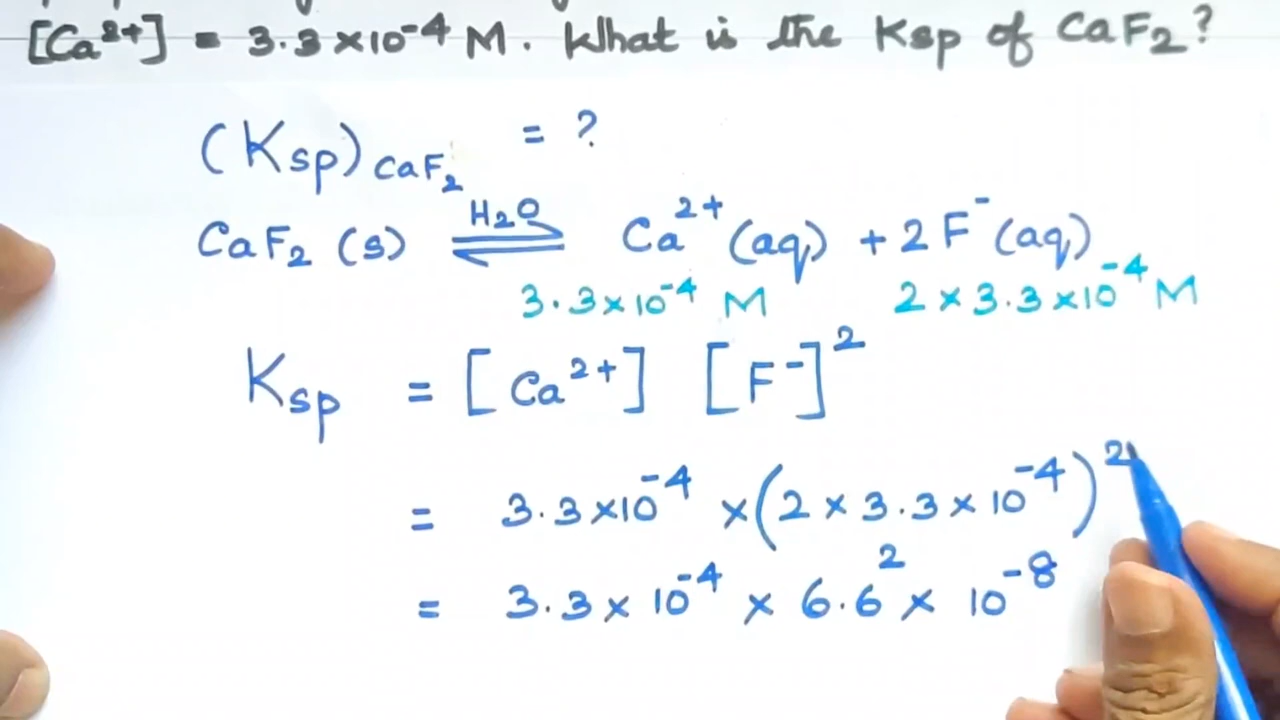 [Ca²⁺] = 3.3×10⁻⁴ M. What is the Ksp of CaF₂?
(Ksp)CaF₂ = ?
CaF₂ (s) ⇌ Ca²⁺ (aq) + 2F⁻ (aq)
H₂O
3.3×10⁻⁴ M 2×3.3×10⁻⁴ M
Ksp = [Ca²⁺] [F⁻]²
= 3.3×10⁻⁴ × (2×3.3×10⁻⁴)²
= 3.3×10⁻⁴ × 6.6² × 10⁻⁸